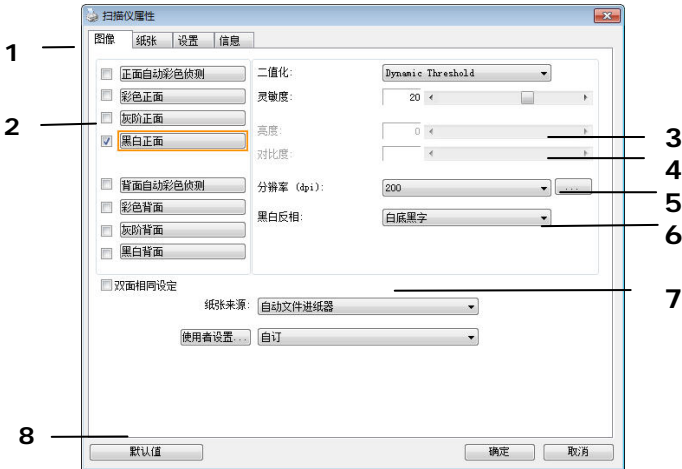 扫描仪属性
图像 纸张 设置 信息
1
正面自动彩色侦测 二值化: Dynamic Threshold
彩色正面 灵敏度: 20
2 灰阶正面
黑白正面 亮度: 0 3
对比度: 4
背面自动彩色侦测 分辨率 (dpi): 200 ... 5
彩色背面 黑白反相: 白底黑字 6
灰阶背面
黑白背面
双面相同设定 7
纸张来源: 自动文件进纸器
使用者设置... 自订
8
默认值 确定 取消